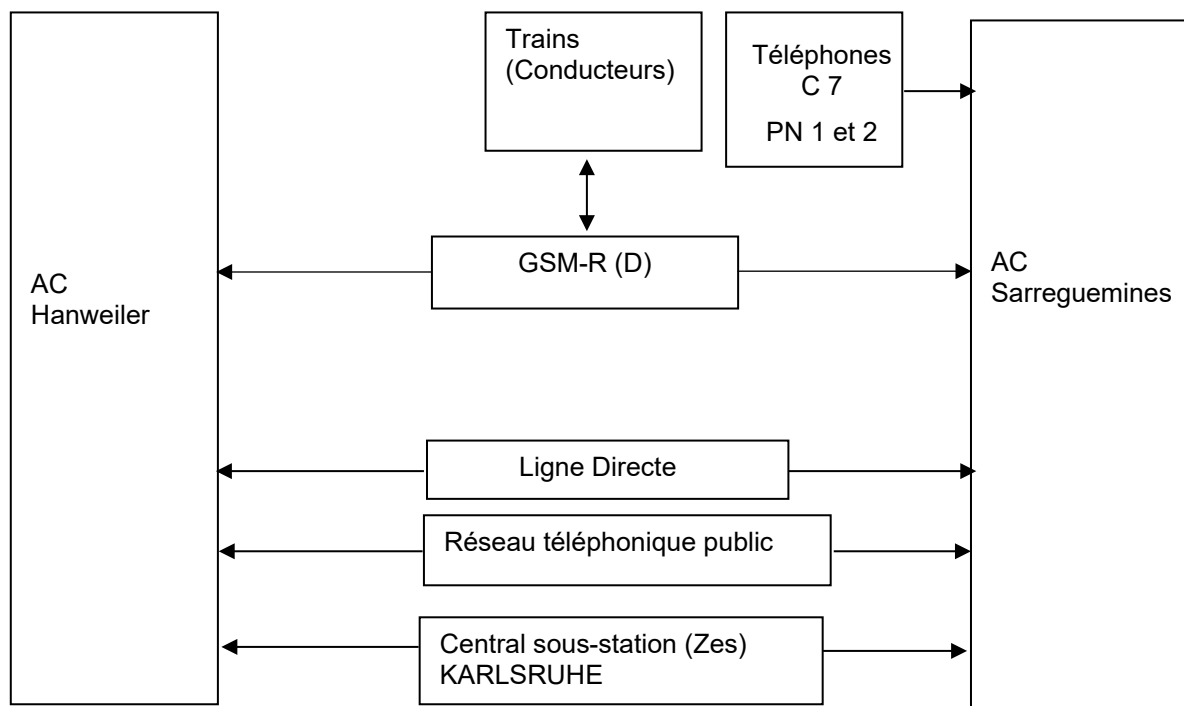 Trains
(Conducteurs)
Téléphones
C 7
PN 1 et 2
AC
Hanweiler
GSM-R (D)
AC
Sarreguemines
Ligne Directe
Réseau téléphonique public
Central sous-station (Zes)
KARLSRUHE